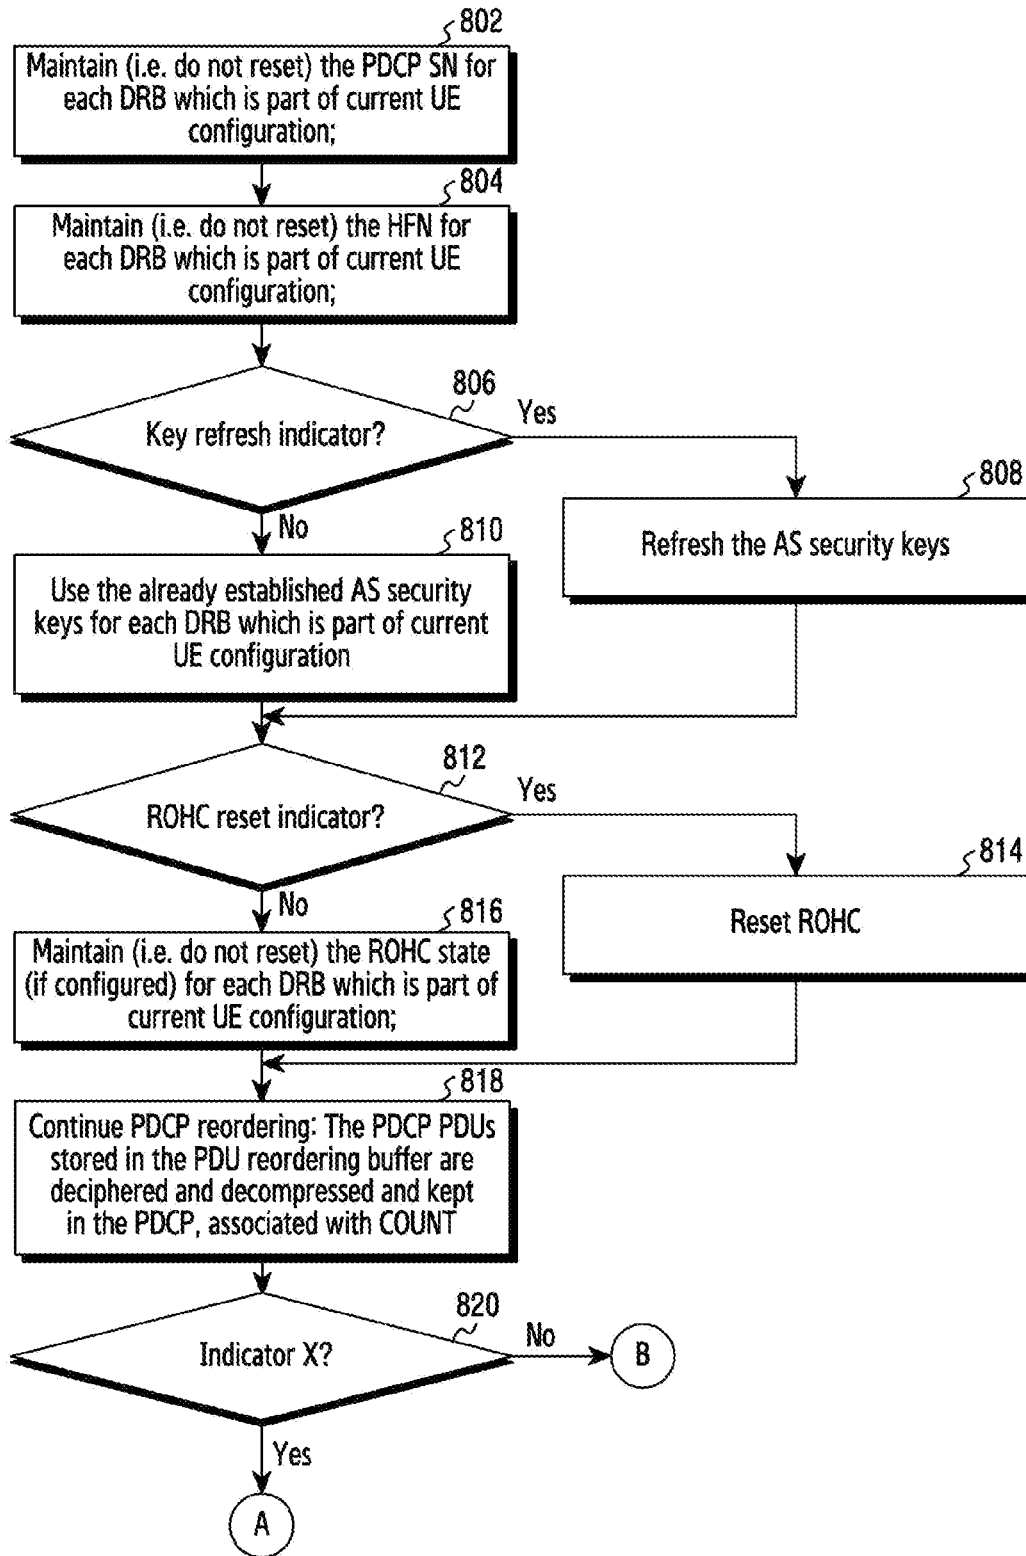 802
Maintain (i.e. do not reset) the PDCP SN for
each DRB which is part of current UE
configuration;
804
Maintain (i.e. do not reset) the HFN for
each DRB which is part of current UE
configuration;
806
Key refresh indicator?
Yes
808
Refresh the AS security keys
No
810
Use the already established AS security
keys for each DRB which is part of current
UE configuration
812
ROHC reset indicator?
Yes
814
Reset ROHC
No
816
Maintain (i.e. do not reset) the ROHC state
(if configured) for each DRB which is part of
current UE configuration;
818
Continue PDCP reordering: The PDCP PDUs
stored in the PDU reordering buffer are
deciphered and decompressed and kept
in the PDCP, associated with COUNT
820
Indicator X?
No
B
Yes
A